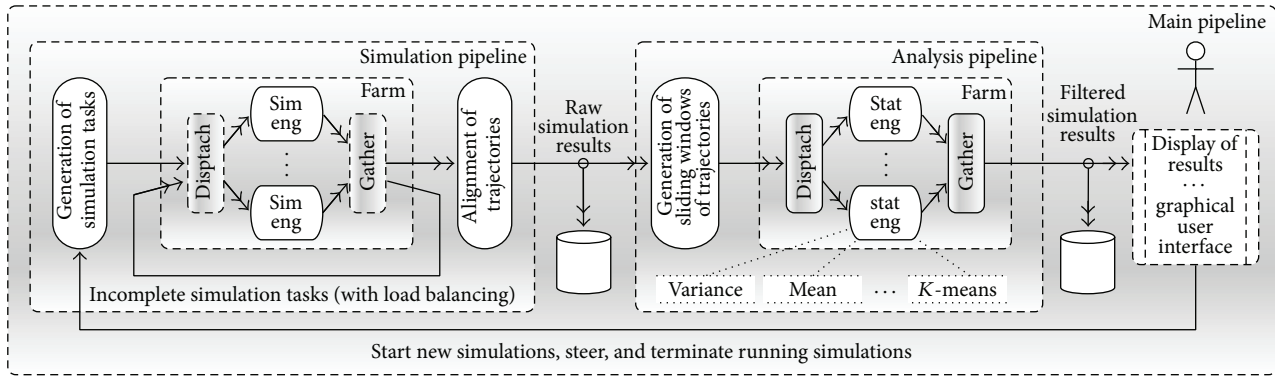 Main pipeline
Simulation pipeline
Farm
Generation of
simulation tasks
Disptach
Sim
eng
⋮
Sim
eng
Gather
Alignment of
trajectories
Incomplete simulation tasks (with load balancing)
Raw
simulation
results
Analysis pipeline
Farm
Generation of
sliding windows
of trajectories
Disptach
Stat
eng
⋮
stat
eng
Gather
Variance
Mean
...
K-means
Filtered
simulation
results
Display of
results
...
graphical
user
interface
Start new simulations, steer, and terminate running simulations